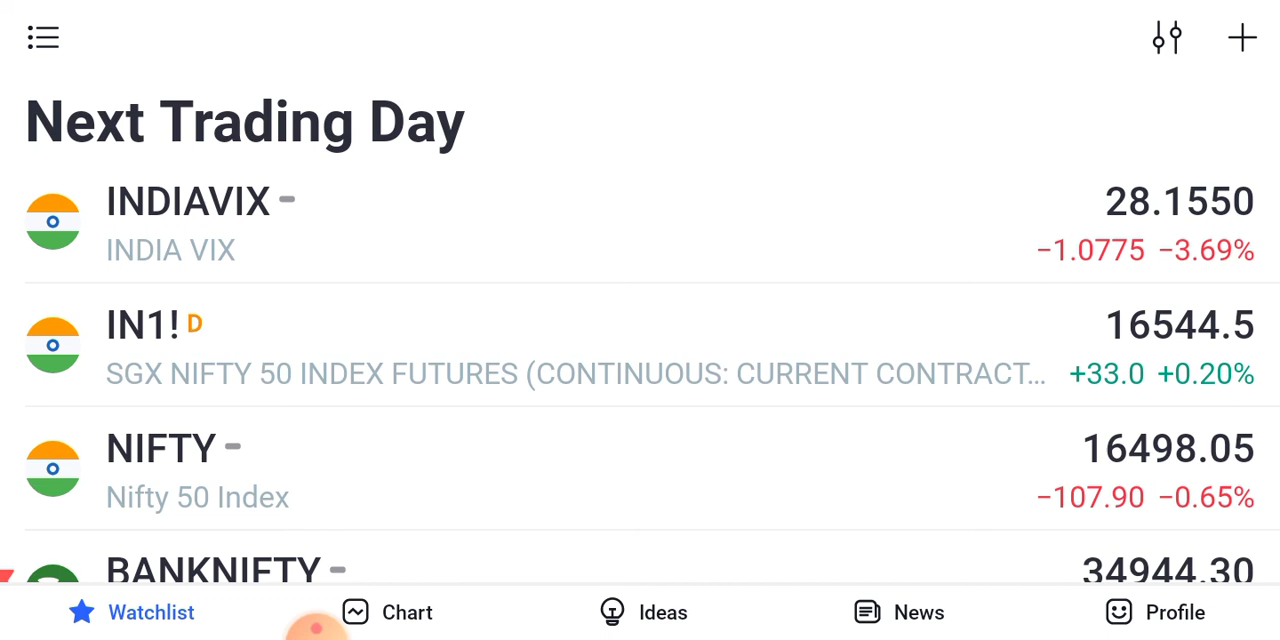 Next Trading Day
INDIAVIX
28.1550
INDIA VIX
−1.0775 −3.69%
IN1! D
16544.5
SGX NIFTY 50 INDEX FUTURES (CONTINUOUS: CURRENT CONTRACT...
+33.0 +0.20%
NIFTY
16498.05
Nifty 50 Index
−107.90 −0.65%
BANKNIFTY
34944.30
Watchlist
Chart
Ideas
News
Profile